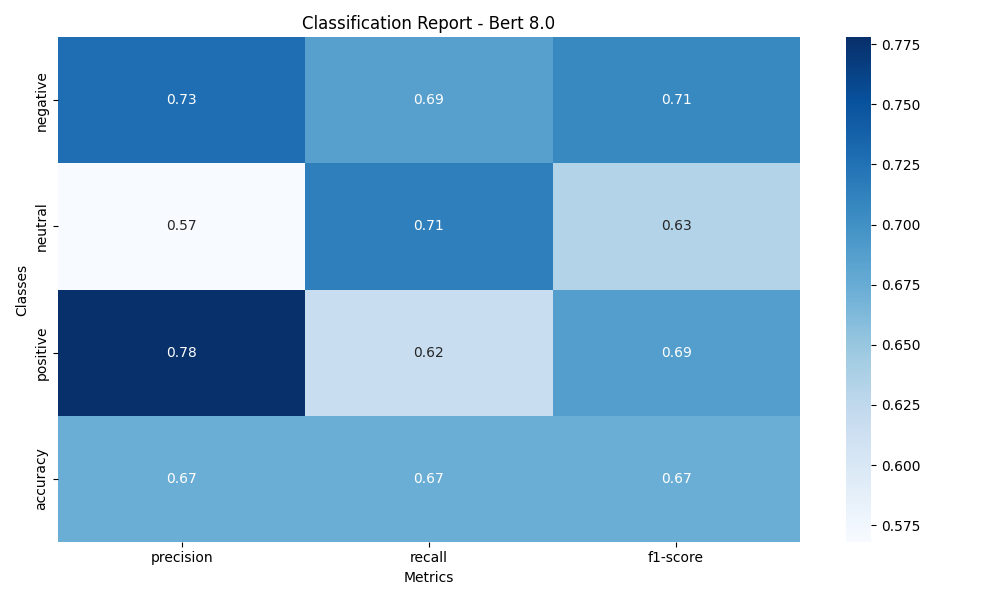 Classification Report - Bert 8.0
Classes
negative
0.73 0.69 0.71
neutral
0.57 0.71 0.63
positive
0.78 0.62 0.69
accuracy
0.67 0.67 0.67
precision recall f1-score
Metrics
0.775
0.750
0.725
0.700
0.675
0.650
0.625
0.600
0.575